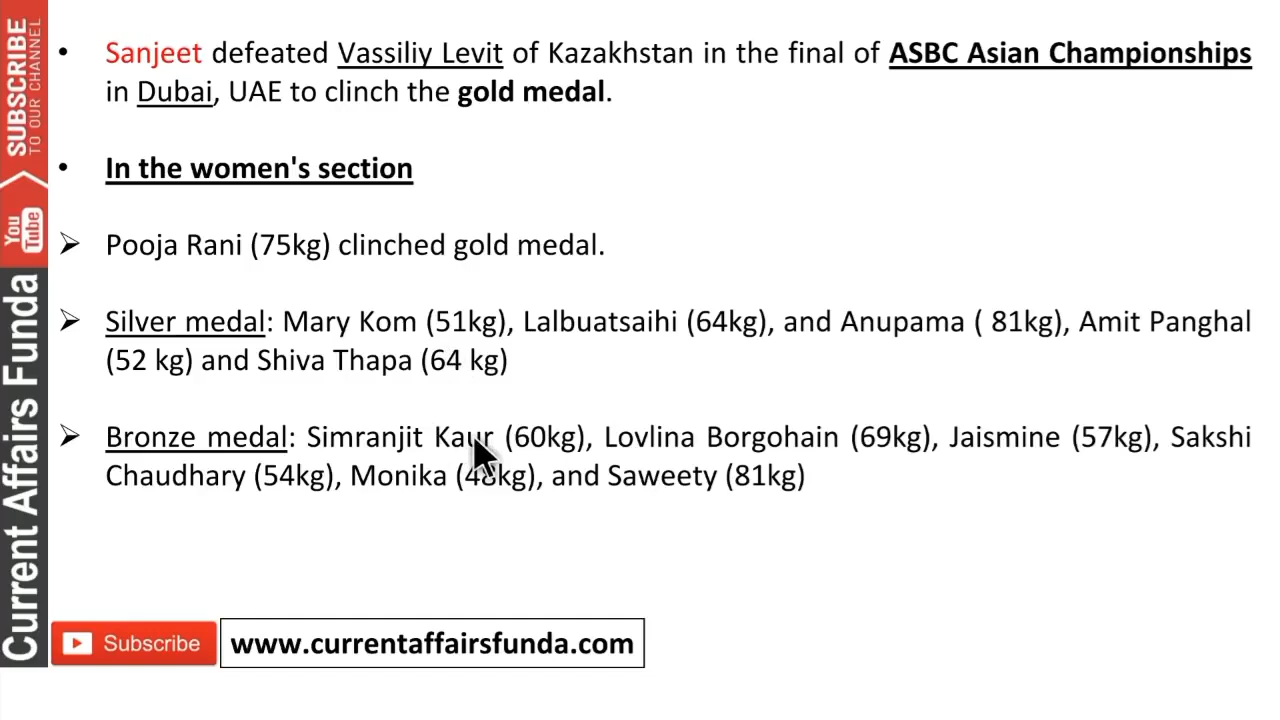 • Sanjeet defeated Vassiliy Levit of Kazakhstan in the final of ASBC Asian Championships
in Dubai, UAE to clinch the gold medal.
• In the women's section
➢ Pooja Rani (75kg) clinched gold medal.
➢ Silver medal: Mary Kom (51kg), Lalbuatsaihi (64kg), and Anupama ( 81kg), Amit Panghal
(52 kg) and Shiva Thapa (64 kg)
➢ Bronze medal: Simranjit Kaur (60kg), Lovlina Borgohain (69kg), Jaismine (57kg), Sakshi
Chaudhary (54kg), Monika (48kg), and Saweety (81kg)
SUBSCRIBE
TO OUR CHANNEL
You
Tube
Current Affairs Funda
Subscribe
www.currentaffairsfunda.com